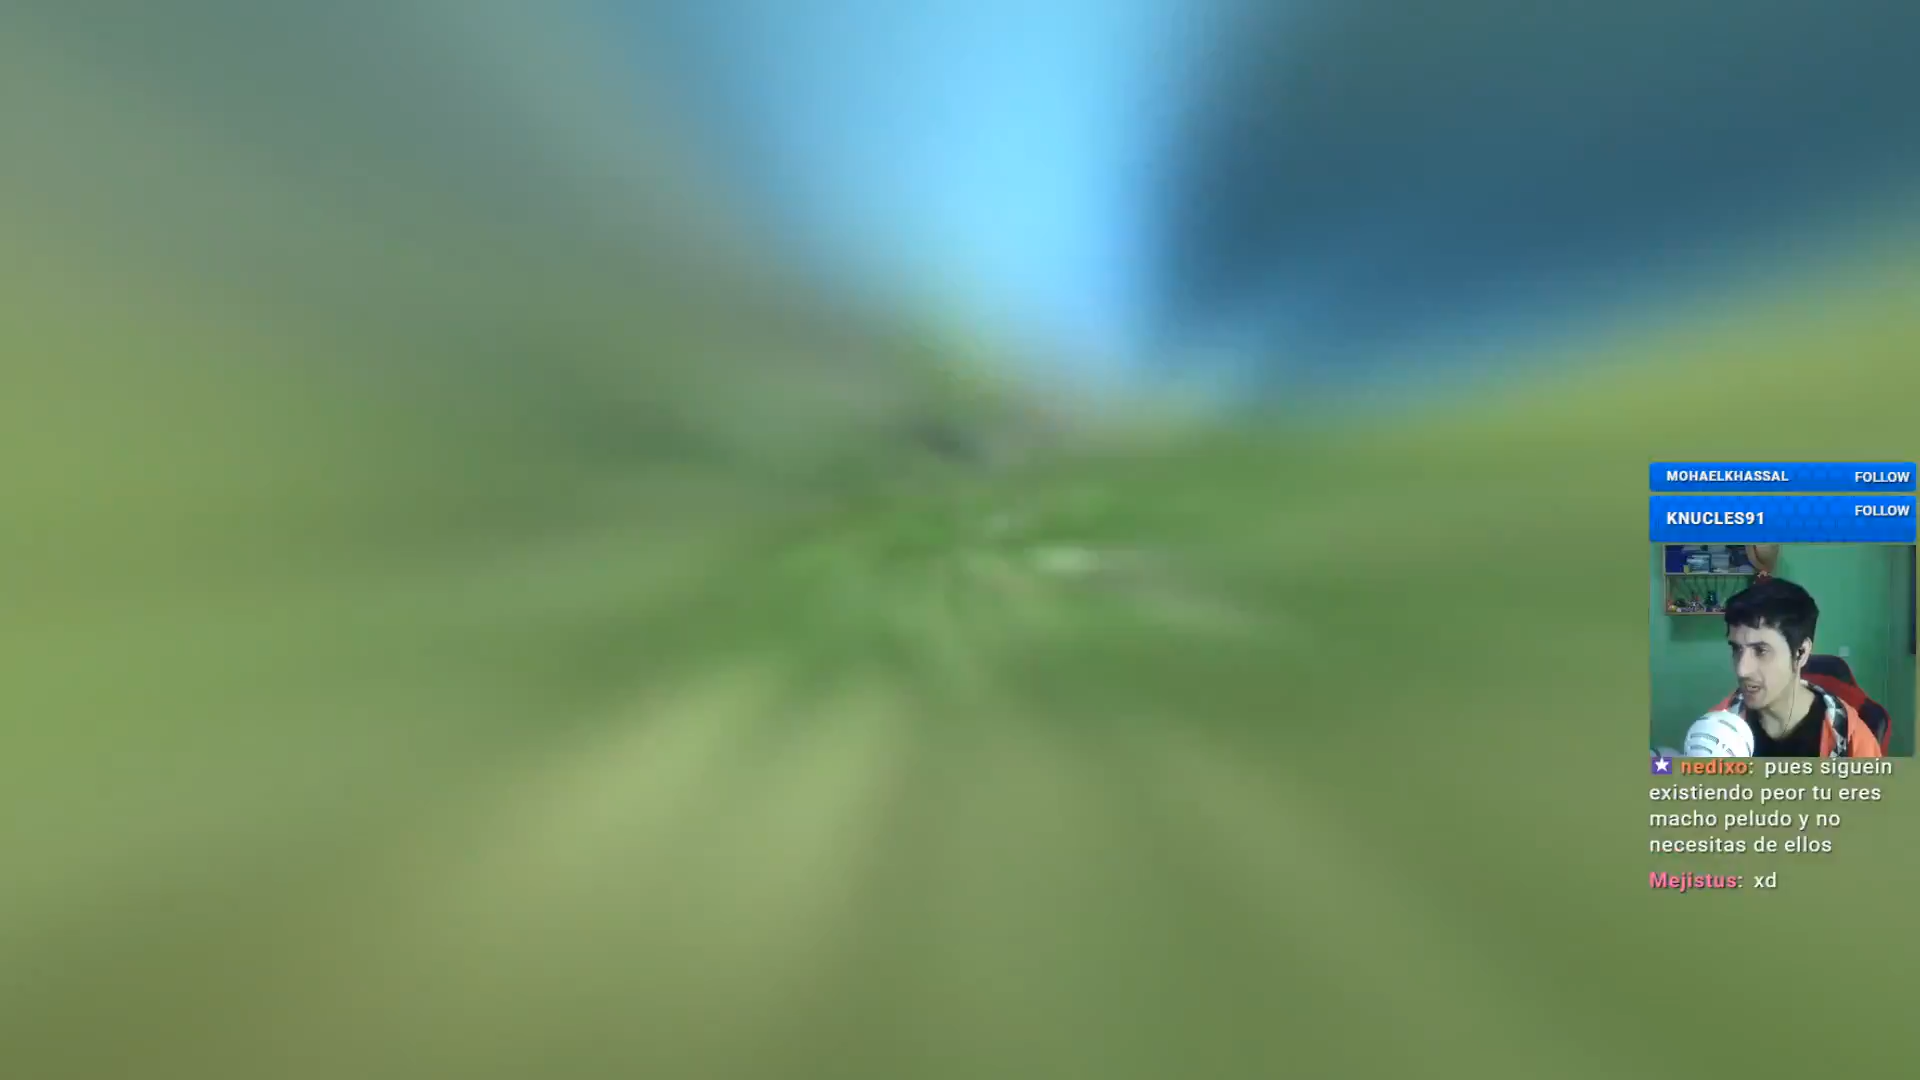 MOHAELKHASSAL FOLLOW
KNUCLES91 FOLLOW
nedixo: pues siguein
existiendo peor tu eres
macho peludo y no
necesitas de ellos
Mejistus: xd